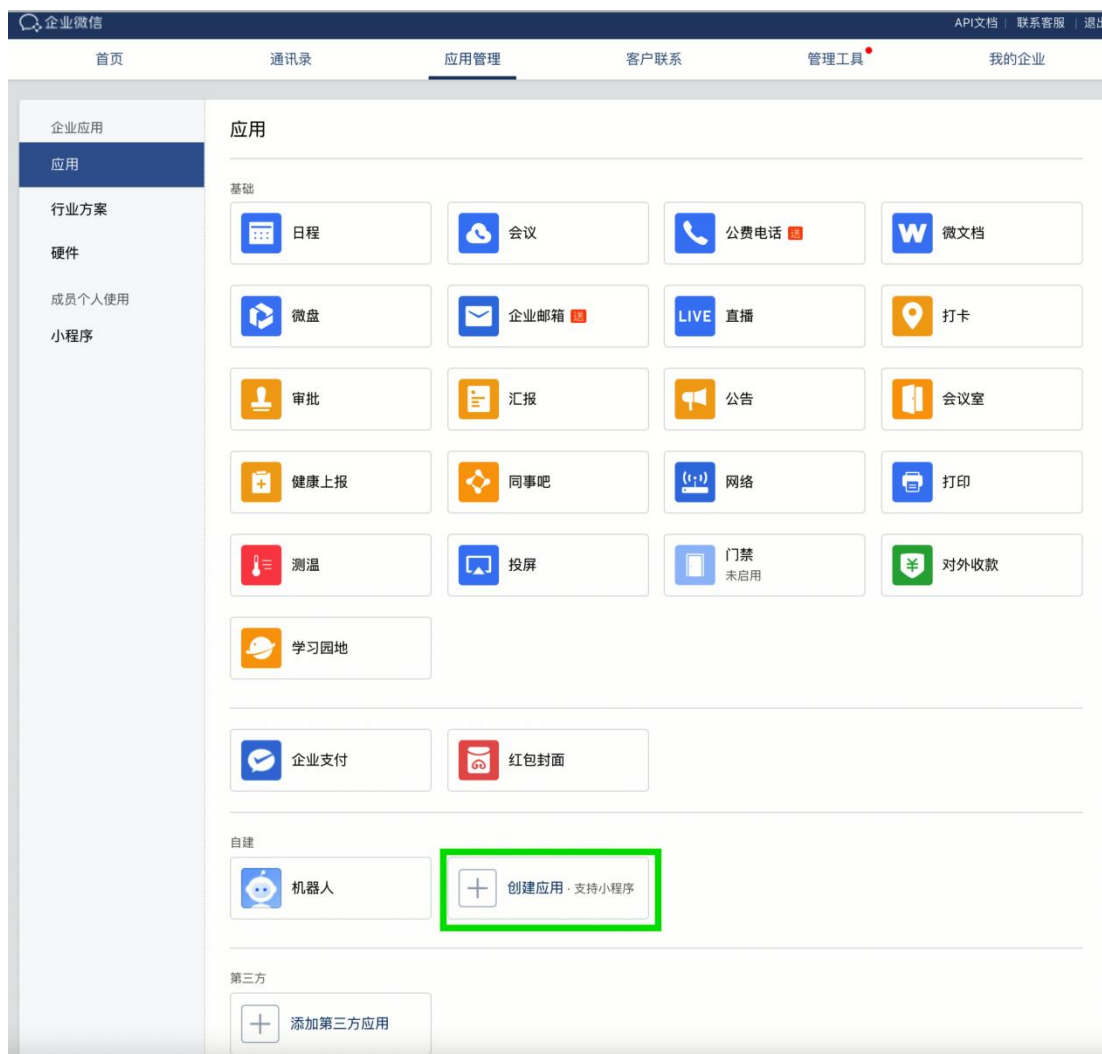 企业微信
API文档 | 联系客服 | 退出
首页 通讯录 应用管理 客户联系 管理工具 我的企业
企业应用
应用
行业方案
硬件
成员个人使用
小程序
应用
基础
日程 会议 公费电话 送 W 微文档
微盘 企业邮箱 送 LIVE 直播 打卡
审批 汇报 公告 会议室
健康上报 同事吧 网络 打印
测温 投屏 门禁 ¥ 对外收款
未启用
学习园地
企业支付 红包封面
自建
机器人 创建应用 · 支持小程序
第三方
添加第三方应用